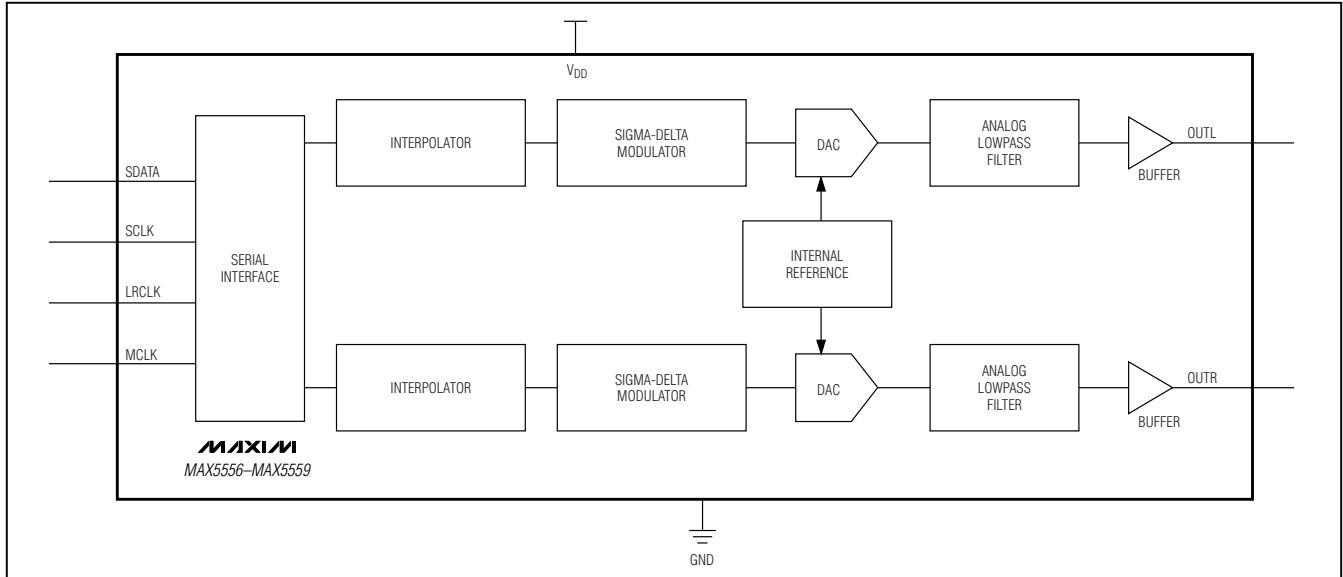 VDD
SDATA
SCLK
LRCLK
MCLK
SERIAL
INTERFACE
INTERPOLATOR
SIGMA-DELTA
MODULATOR
DAC
ANALOG
LOWPASS
FILTER
BUFFER
OUTL
INTERNAL
REFERENCE
INTERPOLATOR
SIGMA-DELTA
MODULATOR
DAC
ANALOG
LOWPASS
FILTER
BUFFER
OUTR
MAXIM
MAX5556–MAX5559
GND